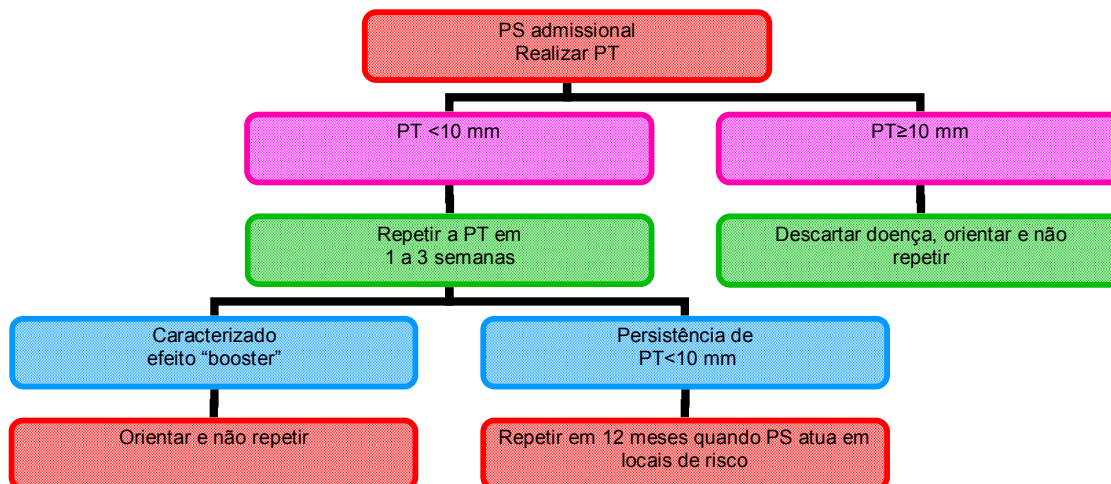 PS admissional
Realizar PT
PT <10 mm
PT≥10 mm
Repetir a PT em
1 a 3 semanas
Descartar doença, orientar e não
repetir
Caracterizado
efeito “booster”
Persistência de
PT<10 mm
Orientar e não repetir
Repetir em 12 meses quando PS atua em
locais de risco